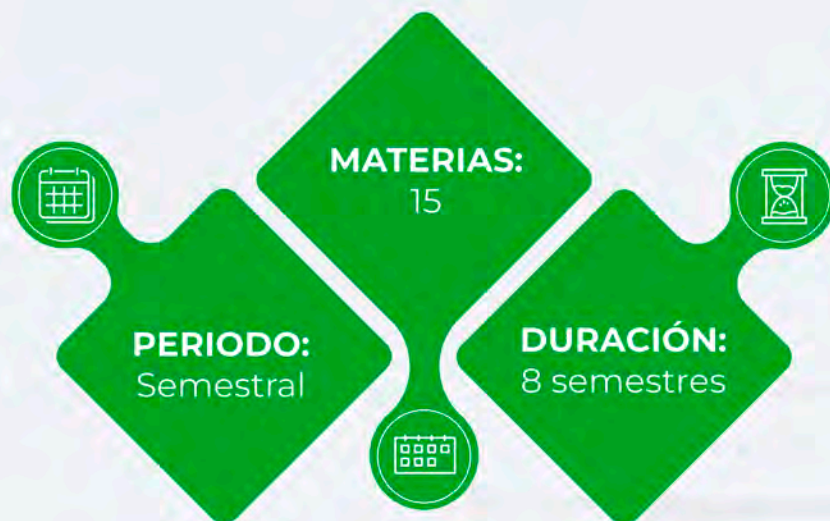 MATERIAS:
15
PERIODO:
Semestral
DURACIÓN:
8 semestres